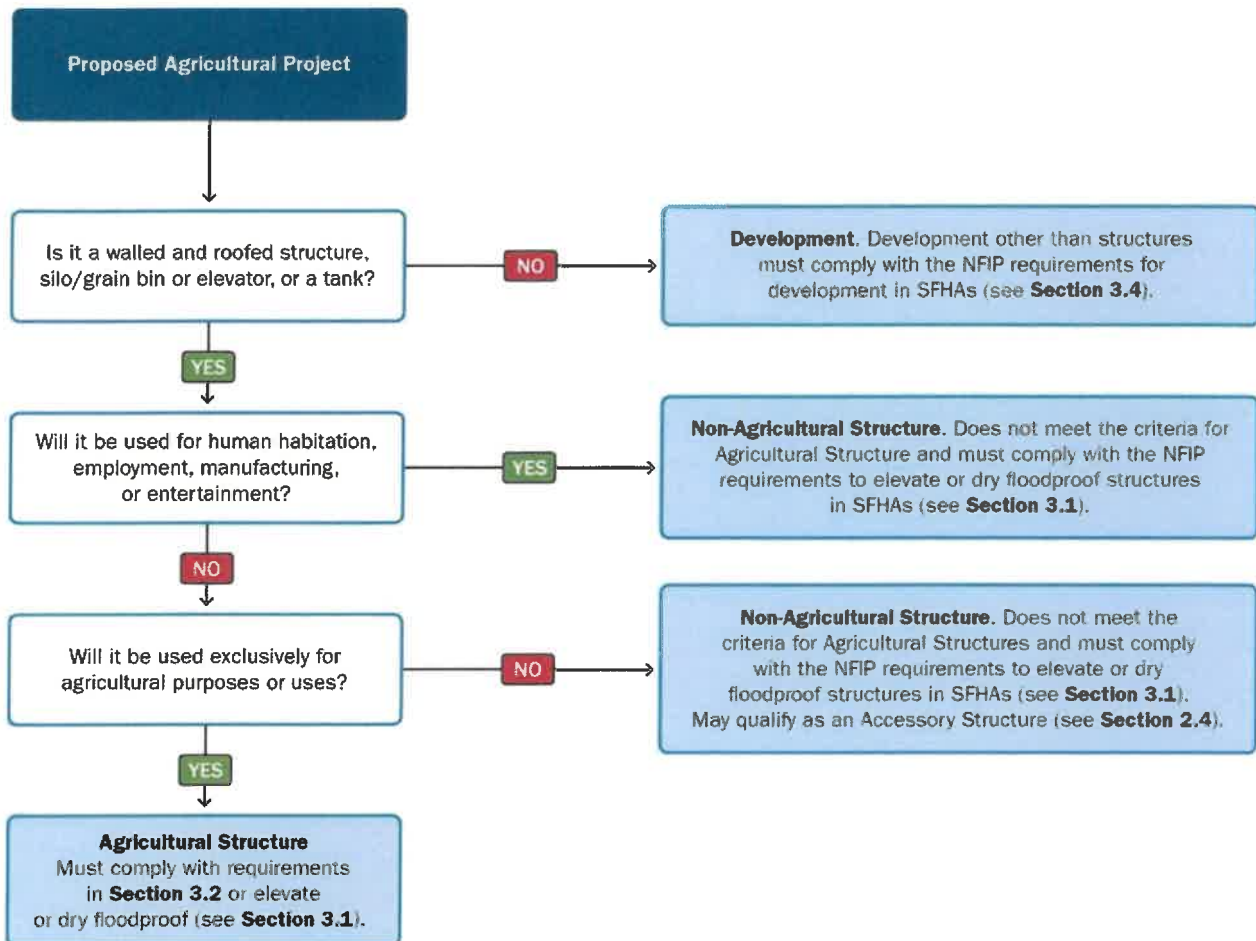 Proposed Agricultural Project
Is it a walled and roofed structure,
silo/grain bin or elevator, or a tank?
NO
Development. Development other than structures
must comply with the NFIP requirements for
development in SFHAs (see Section 3.4).
YES
Will it be used for human habitation,
employment, manufacturing,
or entertainment?
YES
Non-Agricultural Structure. Does not meet the criteria for
Agricultural Structure and must comply with the NFIP
requirements to elevate or dry floodproof structures
in SFHAs (see Section 3.1).
NO
Will it be used exclusively for
agricultural purposes or uses?
NO
Non-Agricultural Structure. Does not meet the
criteria for Agricultural Structures and must comply
with the NFIP requirements to elevate or dry
floodproof structures in SFHAs (see Section 3.1).
May qualify as an Accessory Structure (see Section 2.4).
YES
Agricultural Structure
Must comply with requirements
in Section 3.2 or elevate
or dry floodproof (see Section 3.1).